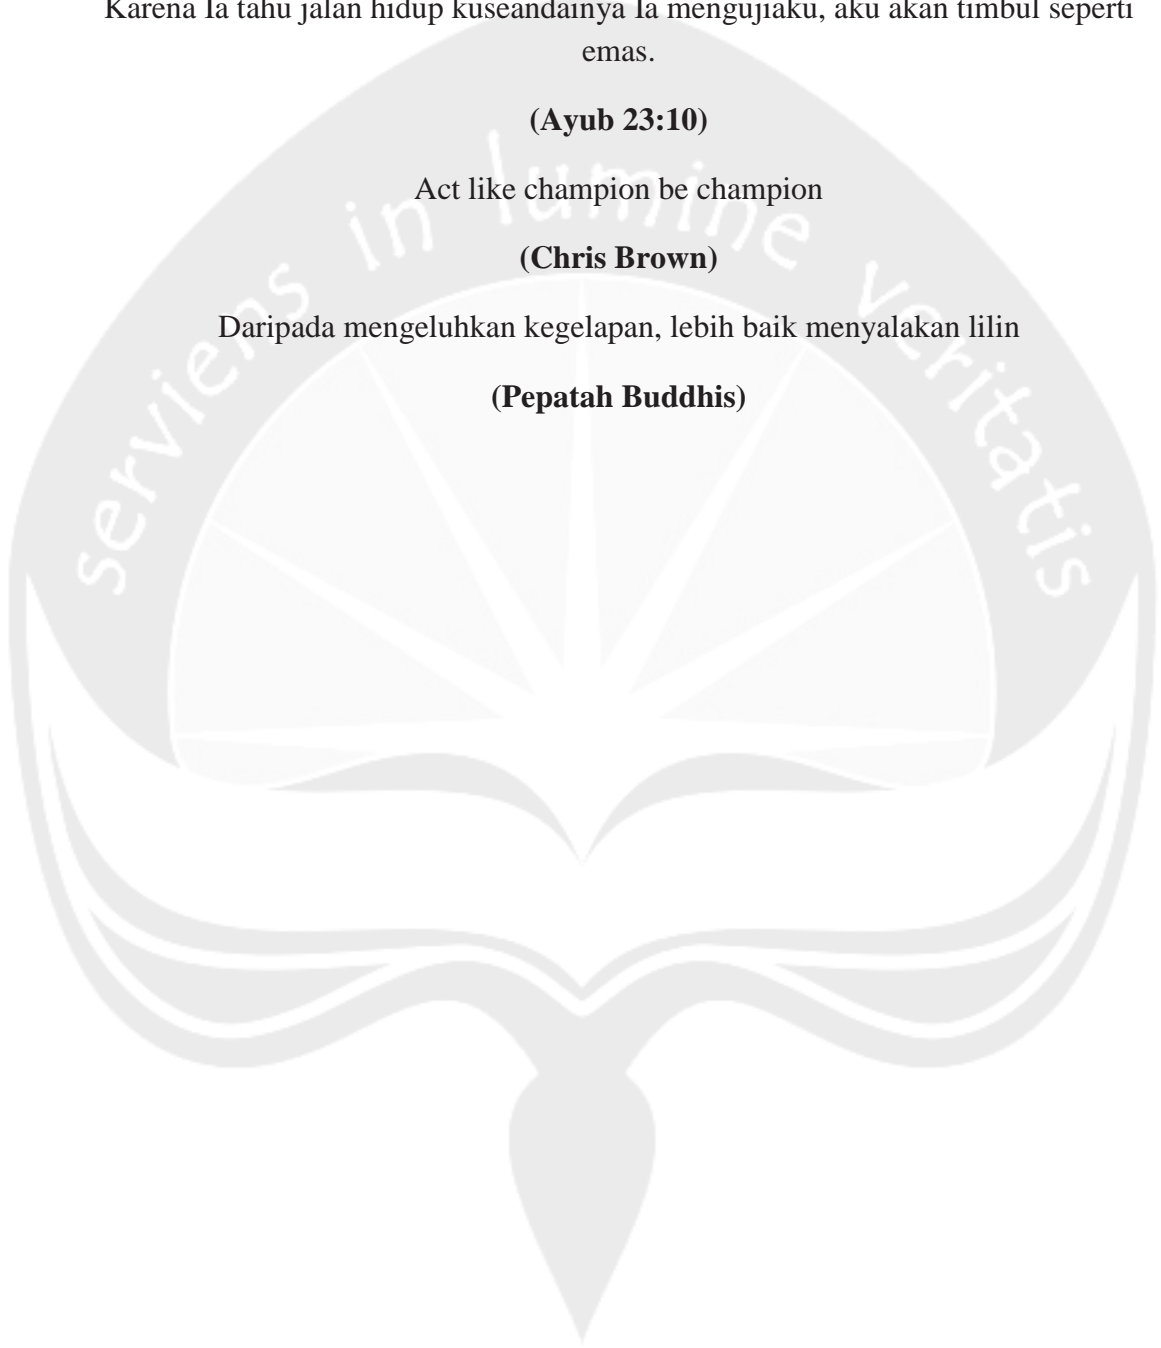 Karena Ia tahu jalan hidup kuseandainya Ia mengujiaku, aku akan timbul seperti
emas.
(Ayub 23:10)
Act like champion be champion
(Chris Brown)
Daripada mengeluhkan kegelapan, lebih baik menyalakan lilin
(Pepatah Buddhis)
serviens in lumine veritatis